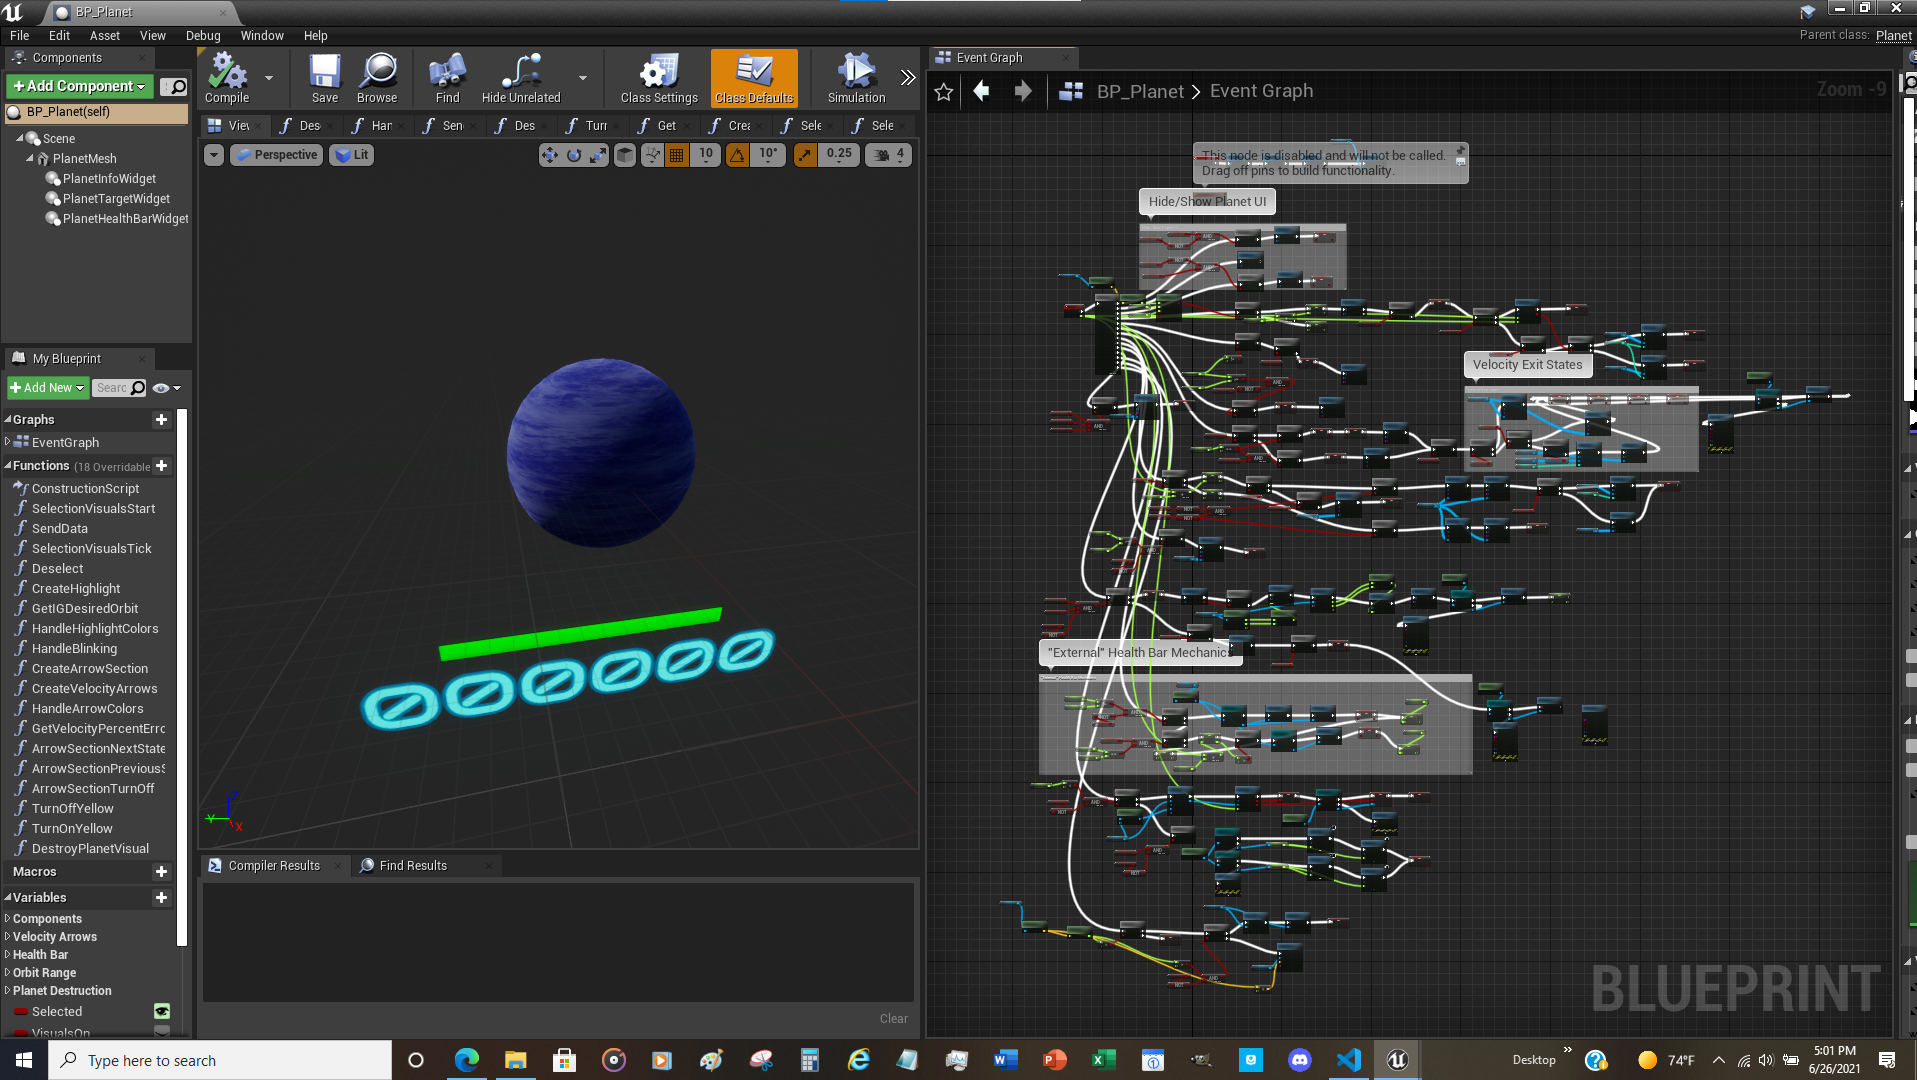 BP_Planet
File Edit Asset View Debug Window Help
Parent class: Planet
Components
Add Component
BP_Planet(self)
Scene
PlanetMesh
PlanetInfoWidget
PlanetTargetWidget
PlanetHealthBarWidget
Compile
Save
Browse
Find
Hide Unrelated
Class Settings
Class Defaults
Simulation
Des
Har
Sen
Des
Turr
Get
Crea
Sele
Sele
Perspective
Lit
10
10°
0.25
4
My Blueprint
Add New
Searc
Graphs
EventGraph
Functions (18 Overridable
ConstructionScript
SelectionVisualsStart
SendData
SelectionVisualsTick
Deselect
CreateHighlight
GetIGDesiredOrbit
HandleHighlightColors
HandleBlinking
CreateArrowSection
CreateVelocityArrows
HandleArrowColors
GetVelocityPercentErro
ArrowSectionNextState
ArrowSectionPreviousS
ArrowSectionTurnOff
TurnOffYellow
TurnOnYellow
DestroyPlanetVisual
Macros
Variables
Components
Velocity Arrows
Health Bar
Orbit Range
Planet Destruction
Selected
VisualsOn
000000
Compiler Results
Find Results
Clear
Event Graph
BP_Planet > Event Graph
Zoom -9
This node is disabled and will not be called.
Drag off pins to build functionality.
Hide/Show Planet UI
Velocity Exit States
"External" Health Bar Mechanics
BLUEPRINT
Type here to search
Desktop
74°F
5:01 PM
6/26/2021